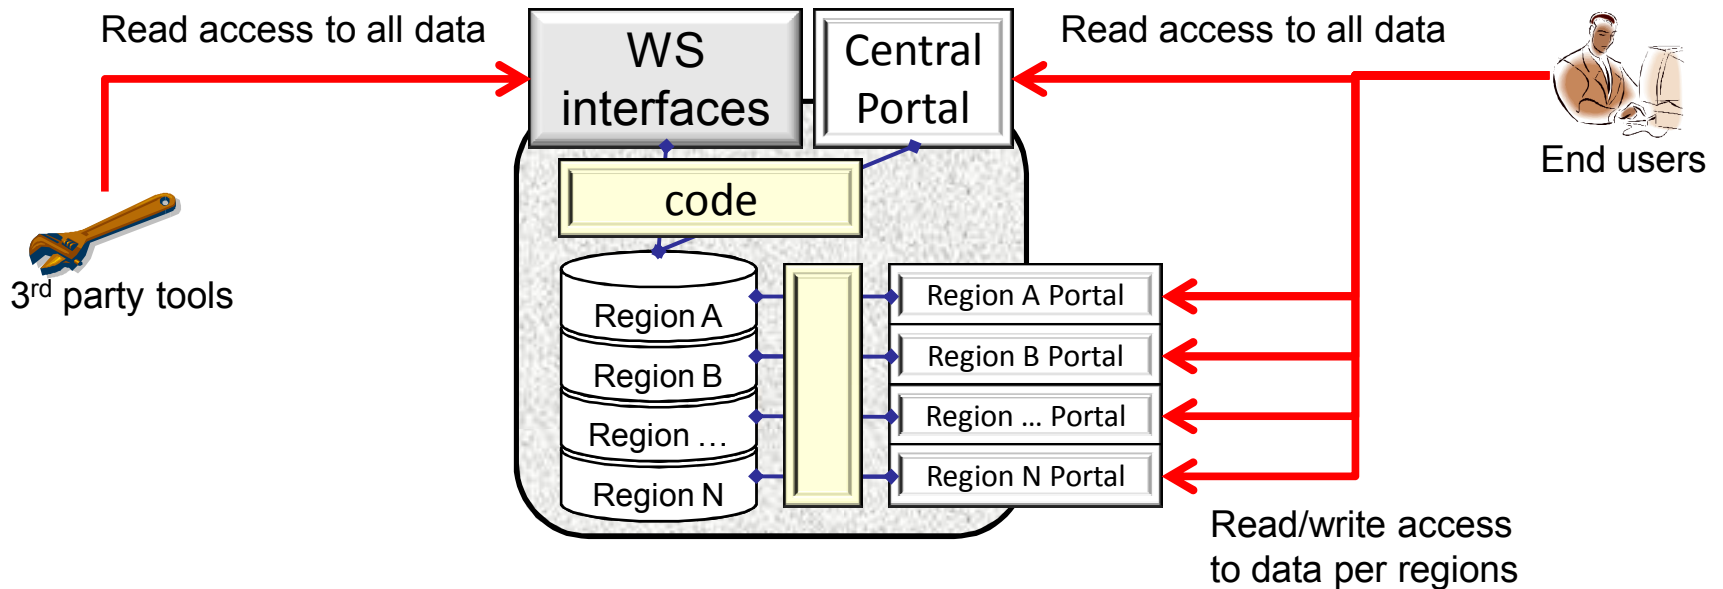 Read access to all data
WS
interfaces
Central
Portal
Read access to all data
End users
code
3rd party tools
Region A
Region B
Region …
Region N
Region A Portal
Region B Portal
Region ... Portal
Region N Portal
Read/write access
to data per regions